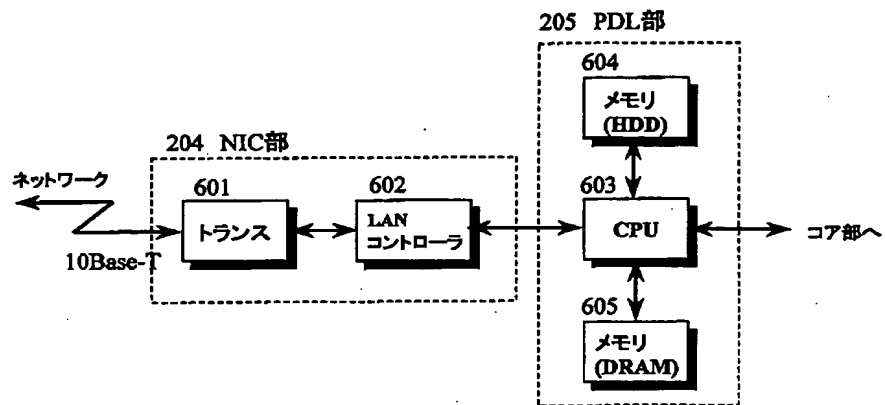 205 PDL部
604
メモリ
(HDD)
204 NIC部
ネットワーク
601
トランス
602
LAN
コントローラ
603
CPU
コア部へ
10Base-T
605
メモリ
(DRAM)